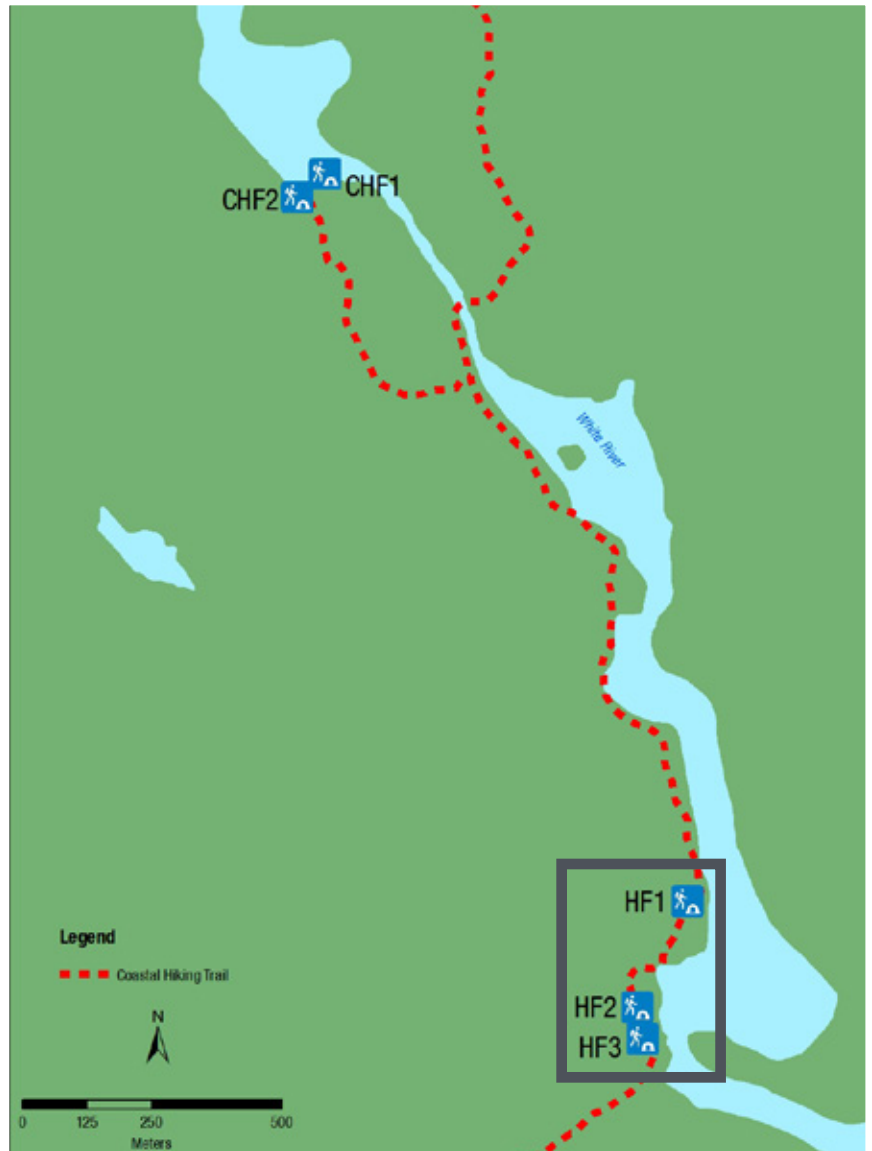 CHF1
CHF2
White River
HF1
HF2
HF3
Legend
Coastal Hiking Trail
N
0 125 250 500
Meters